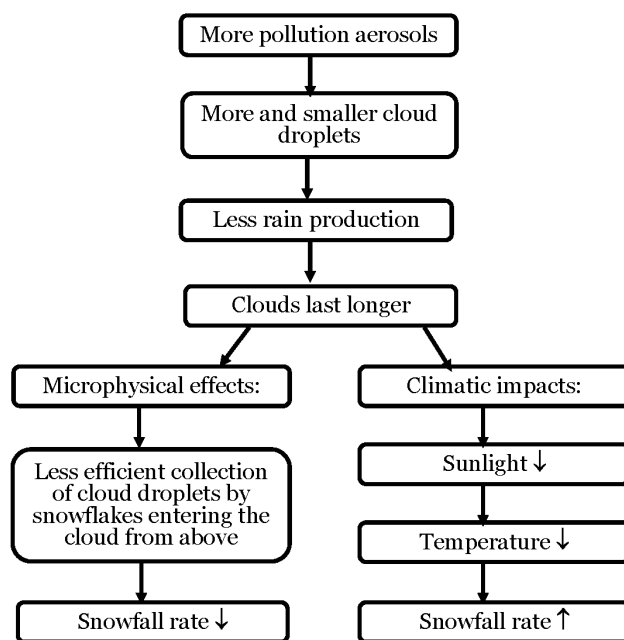 More pollution aerosols
More and smaller cloud
droplets
Less rain production
Clouds last longer
Microphysical effects:
Less efficient collection
of cloud droplets by
snowflakes entering the
cloud from above
Snowfall rate ↓
Climatic impacts:
Sunlight ↓
Temperature ↓
Snowfall rate ↑